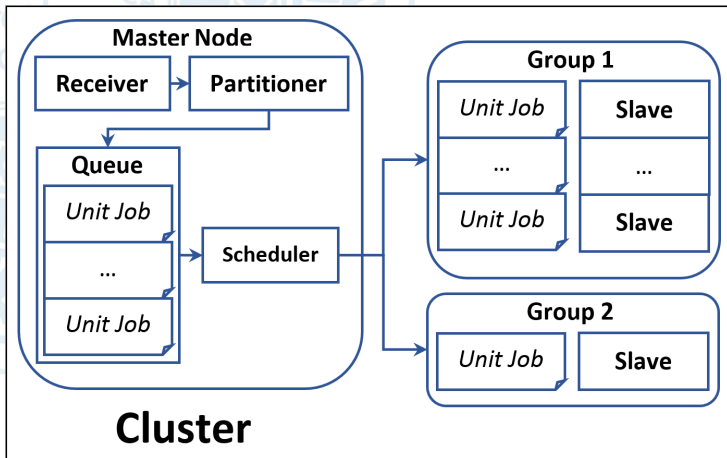 Master Node
Receiver
Partitioner
Queue
Unit Job
...
Unit Job
Scheduler
Group 1
Unit Job
Slave
...
...
Unit Job
Slave
Group 2
Unit Job
Slave
Cluster